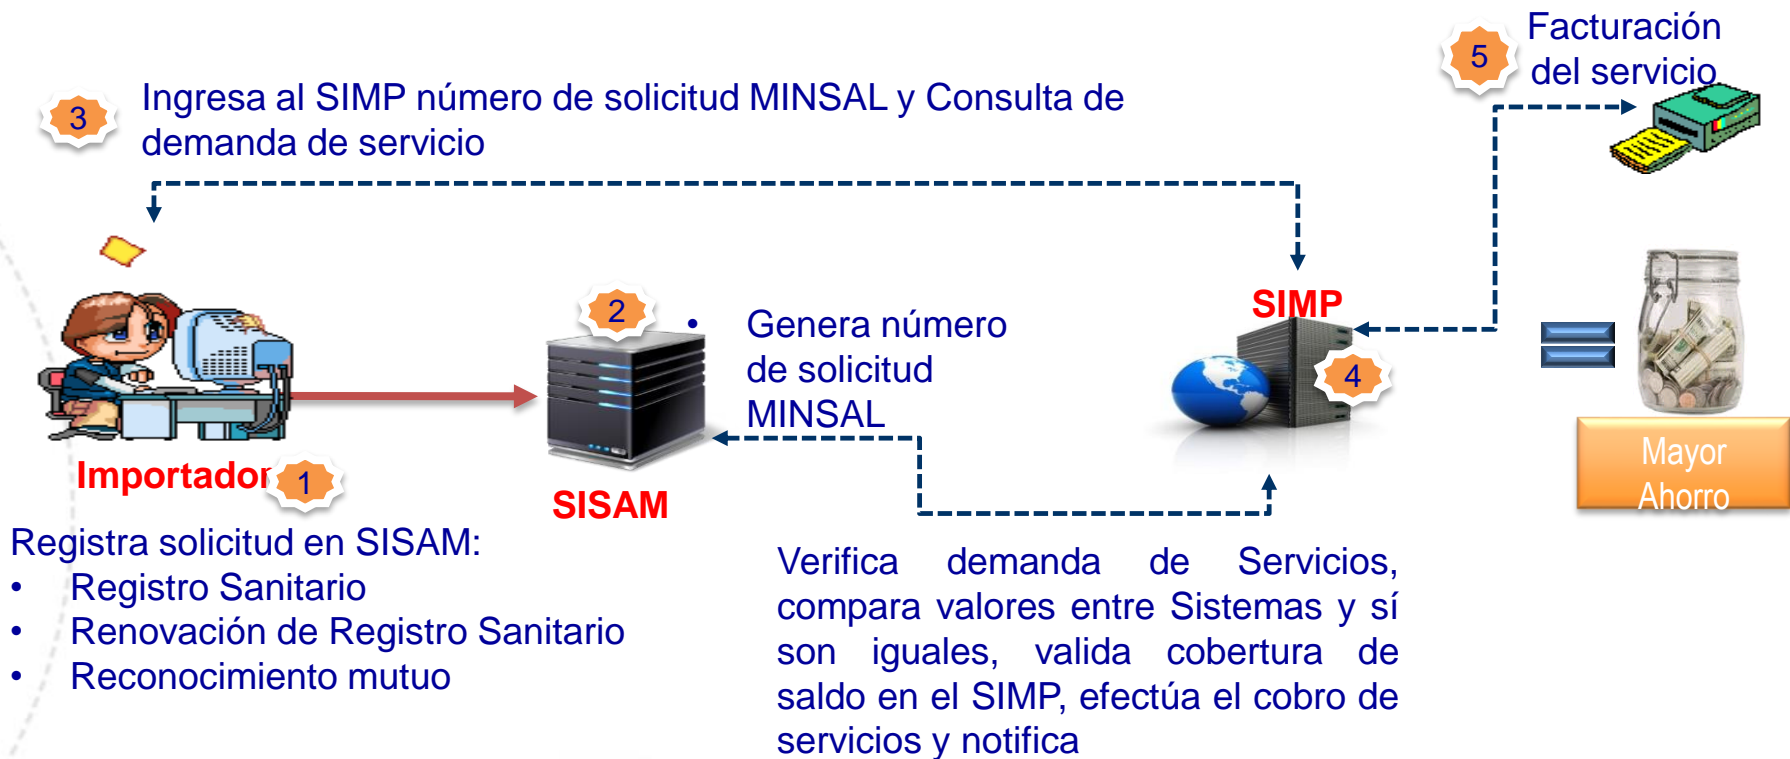 5
Facturación
del servicio
3
Ingresa al SIMP número de solicitud MINSAL y Consulta de
demanda de servicio
2
• Genera número
de solicitud
MINSAL
SIMP
4
Importador
1
SISAM
Mayor
Ahorro
Registra solicitud en SISAM:
• Registro Sanitario
• Renovación de Registro Sanitario
• Reconocimiento mutuo
Verifica demanda de Servicios,
compara valores entre Sistemas y sí
son iguales, valida cobertura de
saldo en el SIMP, efectúa el cobro de
servicios y notifica